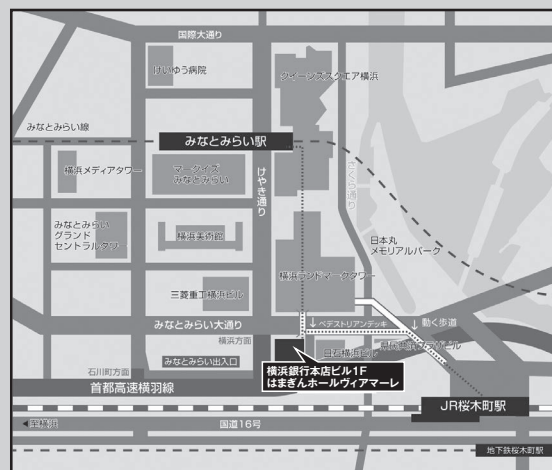 国際大通り
けいゆう病院
クイーンズスクエア横浜
みなとみらい線
みなとみらい駅
横浜メディアタワー
マークイズ
みなとみらい
けやき通り
さくら通り
みなとみらい
グランド
セントラルタワー
横浜美術館
日本丸
メモリアルパーク
横浜ランドマークタワー
三菱重工横浜ビル
みなとみらい大通り
↓ペデストリアンデッキ
↓動く歩道
横浜方面
みなとみらい出入口
石川町方面
首都高速横羽線
横浜銀行本店ビル1F
はまぎんホールヴィアマーレ
JR桜木町駅
◀至横浜
国道16号
地下鉄桜木町駅